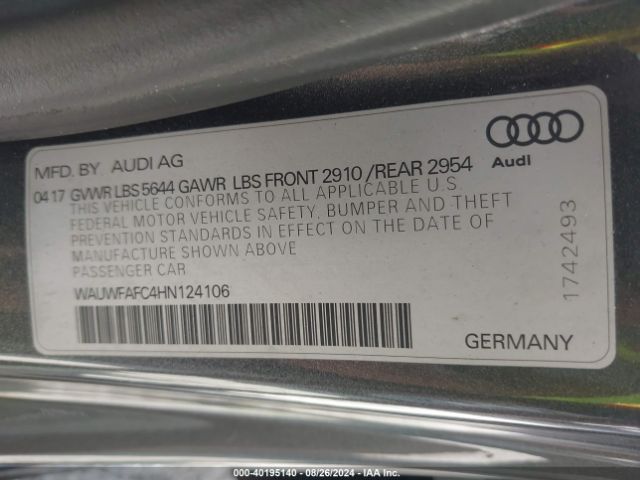 MFD. BY AUDI AG
Audi
04 17 GVWR LBS 5644 GAWR LBS FRONT 2910 /REAR 2954
THIS VEHICLE CONFORMS TO ALL APPLICABLE U.S.
FEDERAL MOTOR VEHICLE SAFETY, BUMPER AND THEFT
PREVENTION STANDARDS IN EFFECT ON THE DATE OF
MANUFACTURE SHOWN ABOVE
PASSENGER CAR
WAUWFAFC4HN124106
1742493
GERMANY
000-40195140 - 08/26/2024 - IAA Inc.